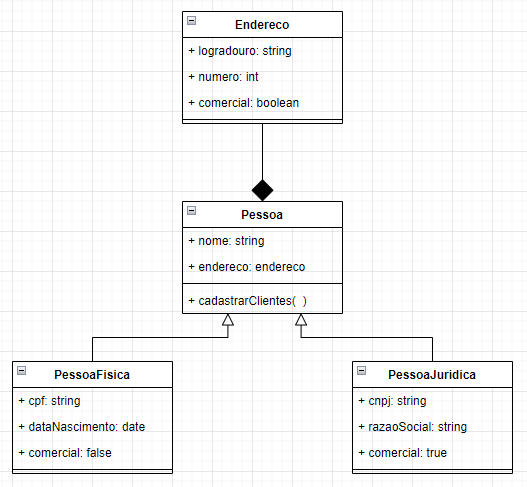 Endereco
+ logradouro: string
+ numero: int
+ comercial: boolean
Pessoa
+ nome: string
+ endereco: endereco
+ cadastrarClientes(  )
PessoaFisica
+ cpf: string
+ dataNascimento: date
+ comercial: false
PessoaJuridica
+ cnpj: string
+ razaoSocial: string
+ comercial: true